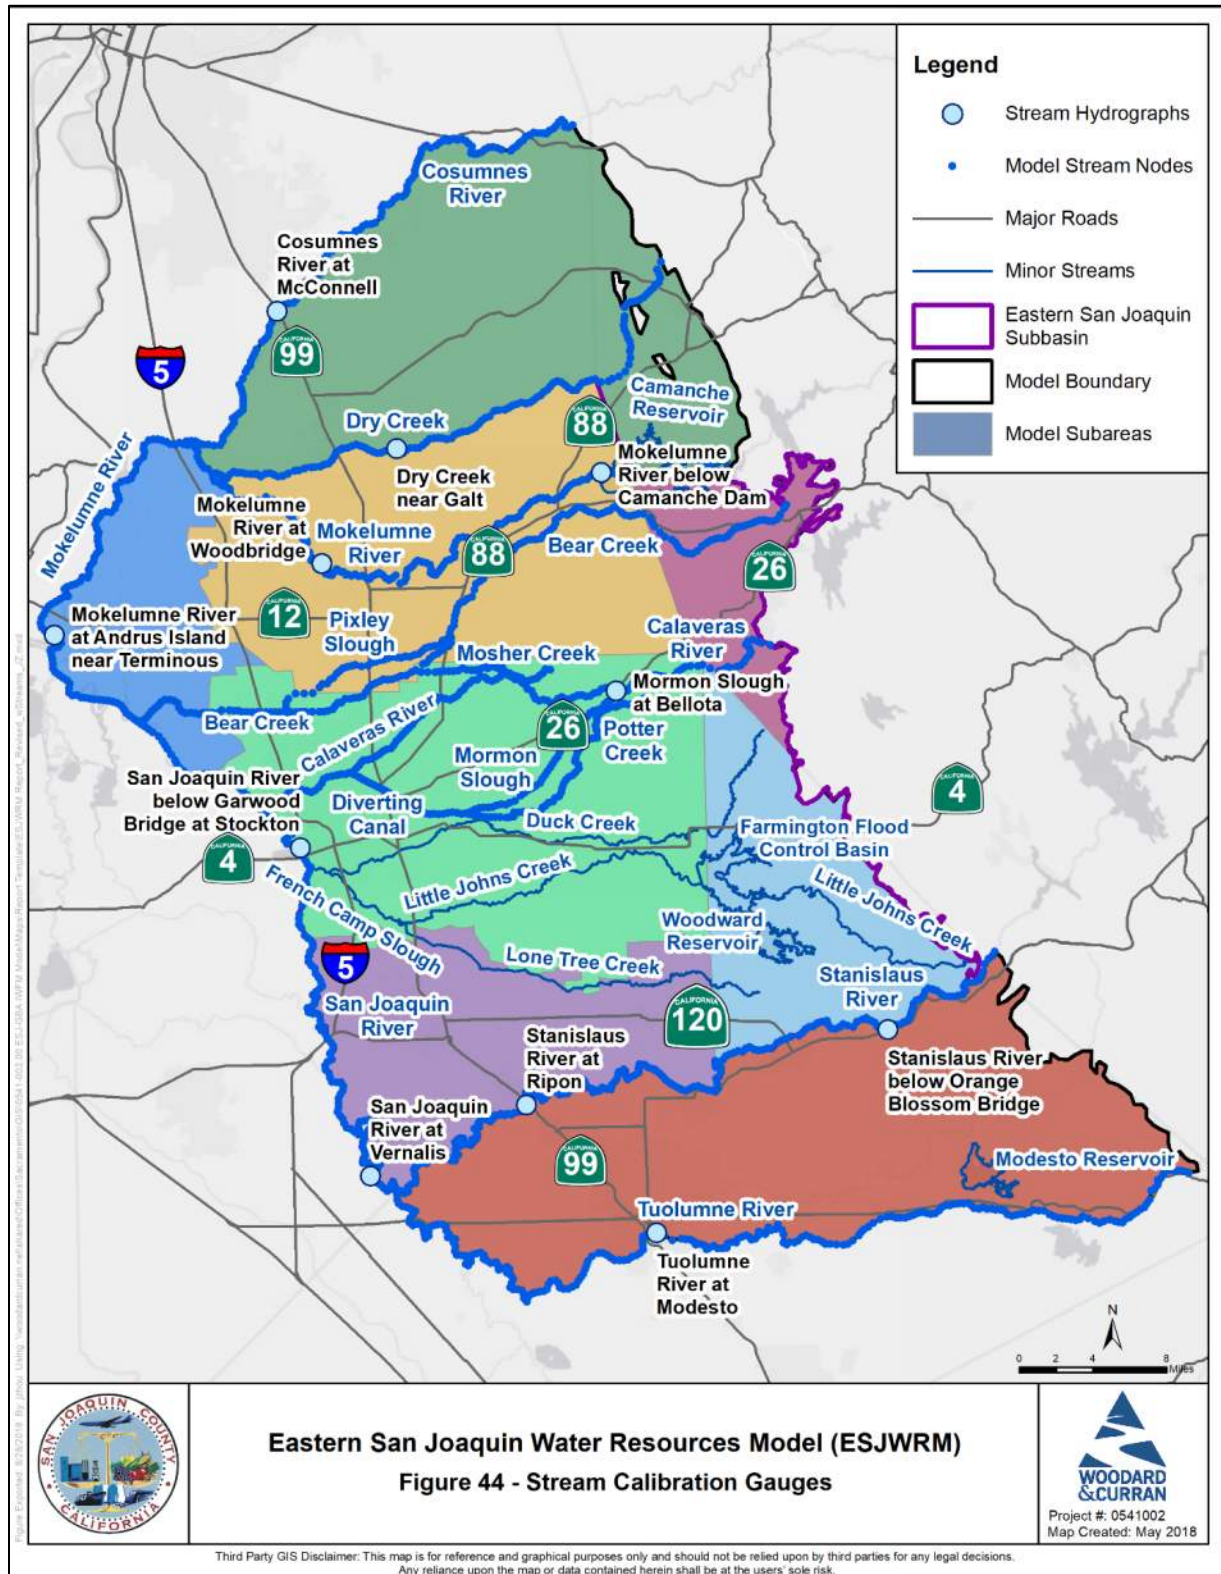 Legend
Stream Hydrographs
Model Stream Nodes
Major Roads
Minor Streams
Eastern San Joaquin
Subbasin
Model Boundary
Model Subareas
Cosumnes
River
Cosumnes
River at
McConnell
CALIFORNIA
99
5
Camanche
Reservoir
CALIFORNIA
88
Dry Creek
Mokelumne River
Dry Creek
near Galt
Mokelumne
River below
Camanche Dam
Mokelumne
River at
Woodbridge
Mokelumne
River
CALIFORNIA
88
Bear Creek
CALIFORNIA
26
CALIFORNIA
12
Pixley
Slough
Mokelumne River
at Andrus Island
near Terminous
Calaveras
River
Mosher Creek
Mormon Slough
at Bellota
Bear Creek
Calaveras River
CALIFORNIA
26
Potter
Creek
Mormon
Slough
San Joaquin River
below Garwood
Bridge at Stockton
Diverting
Canal
Duck Creek
CALIFORNIA
4
Farmington Flood
Control Basin
CALIFORNIA
4
French Camp Slough
Little Johns Creek
Little Johns Creek
Woodward
Reservoir
Lone Tree Creek
5
San Joaquin
River
Stanislaus
River
CALIFORNIA
120
Stanislaus
River at
Ripon
Stanislaus River
below Orange
Blossom Bridge
San Joaquin
River at
Vernalis
CALIFORNIA
99
Modesto Reservoir
Tuolumne River
Tuolumne
River at
Modesto
N
0 2 4 8
Miles
SAN JOAQUIN COUNTY
CALIFORNIA
Eastern San Joaquin Water Resources Model (ESJWRM)
Figure 44 - Stream Calibration Gauges
WOODARD
&CURRAN
Project #: 0541002
Map Created: May 2018
Third Party GIS Disclaimer: This map is for reference and graphical purposes only and should not be relied upon by third parties for any legal decisions.
Any reliance upon the map or data contained herein shall be at the users' sole risk.